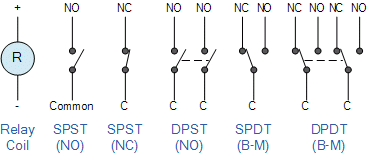 + NO NC NO NO NC NO NC NO NC NO
R
- Common C C C C C C
Relay Coil
SPST (NO)
SPST (NC)
DPST (NO)
SPDT (B-M)
DPDT (B-M)